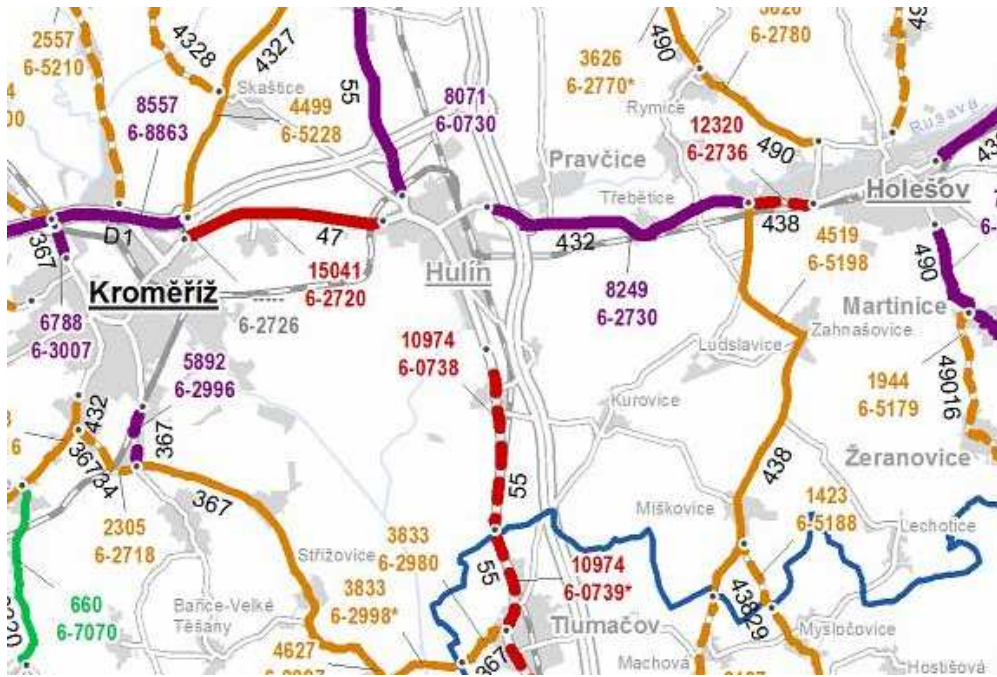 2557
6-5210
4328
4327
55
490
3626
6-2770*
6-2780
Skaštice
8557
6-8863
4499
6-5228
8071
6-0730
Rymice
12320
6-2736
490
Rusava
Pravčice
Třebětice
Holešov
D1
367
47
432
438
4519
6-5198
490
Kroměříž
15041
6-2720
Hulín
8249
6-2730
Martinice
6788
6-3007
6-2726
10974
6-0738
Ludslavice
Zahnašovice
5892
6-2996
1944
6-5179
49016
432
367
Kurovice
36734
367
55
438
Žeranovice
2305
6-2718
Střížovice
3833
6-2980
Míškovice
1423
6-5188
Lechotice
660
6-7070
3833
6-2998*
55
10974
6-0739*
43829
Bařice-Velké
Těšany
4627
367
Tlumačov
Machová
Mysločovice
Hostišová